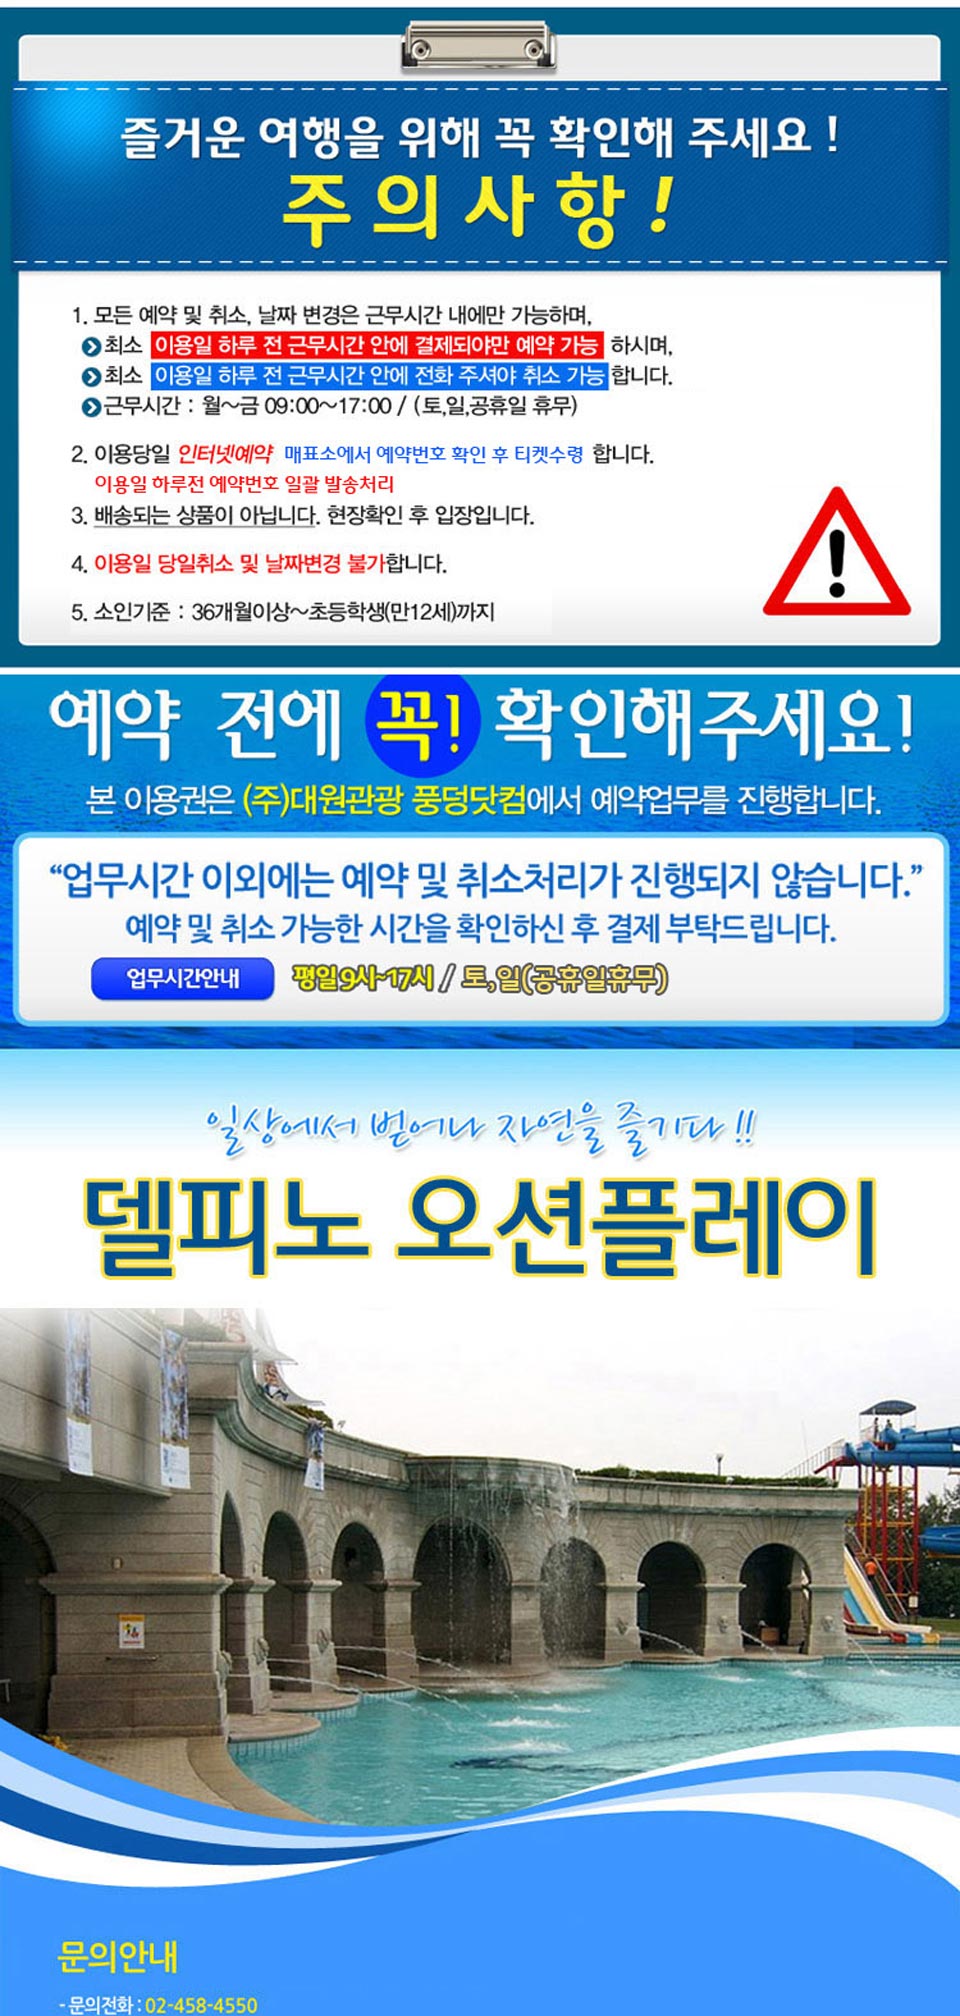 즐거운 여행을 위해 꼭 확인해 주세요 !
주의사항!
1. 모든 예약 및 취소, 날짜 변경은 근무시간 내에만 가능하며,
최소 이용일 하루 전 근무시간 안에 결제되야만 예약 가능 하시며,
최소 이용일 하루 전 근무시간 안에 전화 주셔야 취소 가능 합니다.
근무시간 : 월~금 09:00~17:00 / (토,일,공휴일 휴무)
2. 이용당일 인터넷예약 매표소에서 예약번호 확인 후 티켓수령 합니다.
이용일 하루전 예약번호 일괄 발송처리
3. 배송되는 상품이 아닙니다. 현장확인 후 입장입니다.
4. 이용일 당일취소 및 날짜변경 불가합니다.
5. 소인기준 : 36개월이상~초등학생(만12세)까지
예약 전에 꼭! 확인해주세요!
본 이용권은 (주)대원관광 풍덩닷컴에서 예약업무를 진행합니다.
“업무시간 이외에는 예약 및 취소처리가 진행되지 않습니다.”
예약 및 취소 가능한 시간을 확인하신 후 결제 부탁드립니다.
업무시간안내 평일9시~17시 / 토,일(공휴일휴무)
일상에서 벋어나 자연을 즐기다 !!
델피노 오션플레이
문의안내
- 문의전화 : 02-458-4550